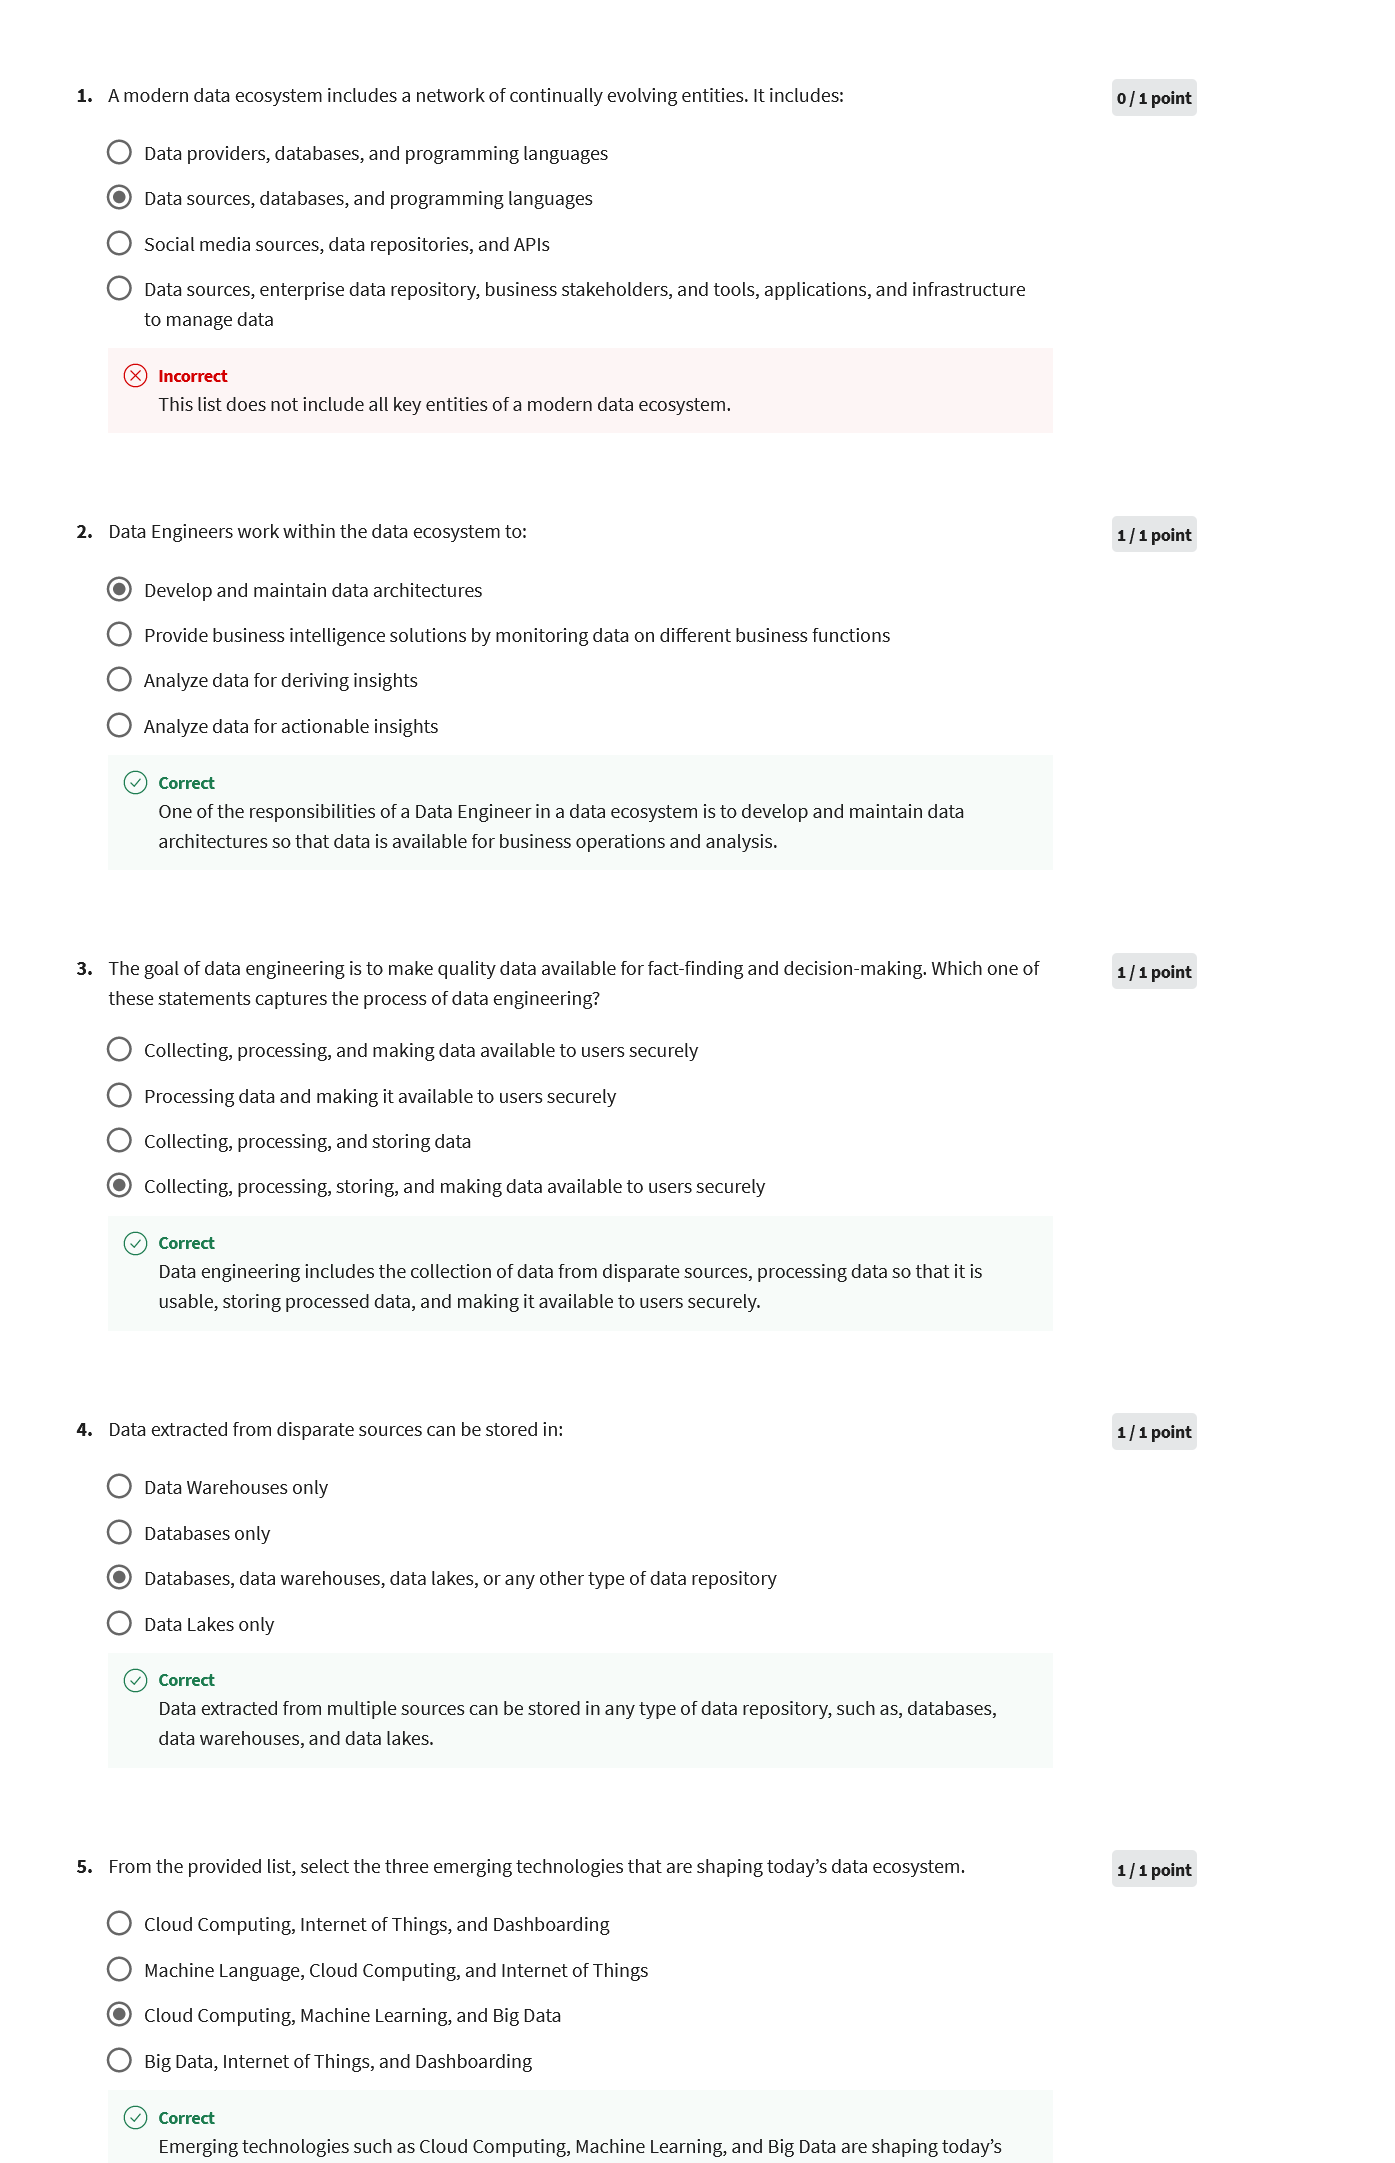 1. A modern data ecosystem includes a network of continually evolving entities. It includes:
0 / 1 point
Data providers, databases, and programming languages
Data sources, databases, and programming languages
Social media sources, data repositories, and APIs
Data sources, enterprise data repository, business stakeholders, and tools, applications, and infrastructure
to manage data
Incorrect
This list does not include all key entities of a modern data ecosystem.
2. Data Engineers work within the data ecosystem to:
1 / 1 point
Develop and maintain data architectures
Provide business intelligence solutions by monitoring data on different business functions
Analyze data for deriving insights
Analyze data for actionable insights
Correct
One of the responsibilities of a Data Engineer in a data ecosystem is to develop and maintain data
architectures so that data is available for business operations and analysis.
3. The goal of data engineering is to make quality data available for fact-finding and decision-making. Which one of
1 / 1 point
these statements captures the process of data engineering?
Collecting, processing, and making data available to users securely
Processing data and making it available to users securely
Collecting, processing, and storing data
Collecting, processing, storing, and making data available to users securely
Correct
Data engineering includes the collection of data from disparate sources, processing data so that it is
usable, storing processed data, and making it available to users securely.
4. Data extracted from disparate sources can be stored in:
1 / 1 point
Data Warehouses only
Databases only
Databases, data warehouses, data lakes, or any other type of data repository
Data Lakes only
Correct
Data extracted from multiple sources can be stored in any type of data repository, such as, databases,
data warehouses, and data lakes.
5. From the provided list, select the three emerging technologies that are shaping today’s data ecosystem.
1 / 1 point
Cloud Computing, Internet of Things, and Dashboarding
Machine Language, Cloud Computing, and Internet of Things
Cloud Computing, Machine Learning, and Big Data
Big Data, Internet of Things, and Dashboarding
Correct
Emerging technologies such as Cloud Computing, Machine Learning, and Big Data are shaping today’s